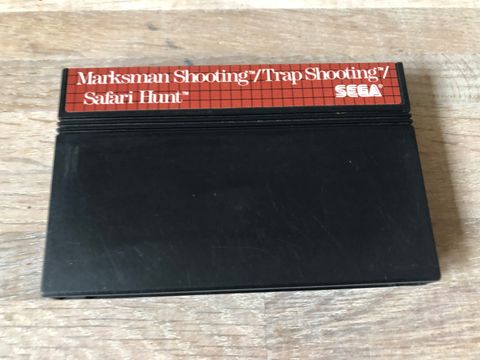 Marksman Shooting™/Trap Shooting™/
Safari Hunt™
SEGA®